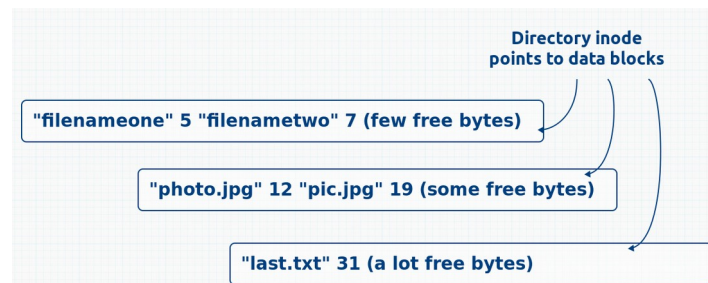 Directory inode
points to data blocks
"filenameone" 5 "filenametwo" 7 (few free bytes)
"photo.jpg" 12 "pic.jpg" 19 (some free bytes)
"last.txt" 31 (a lot free bytes)